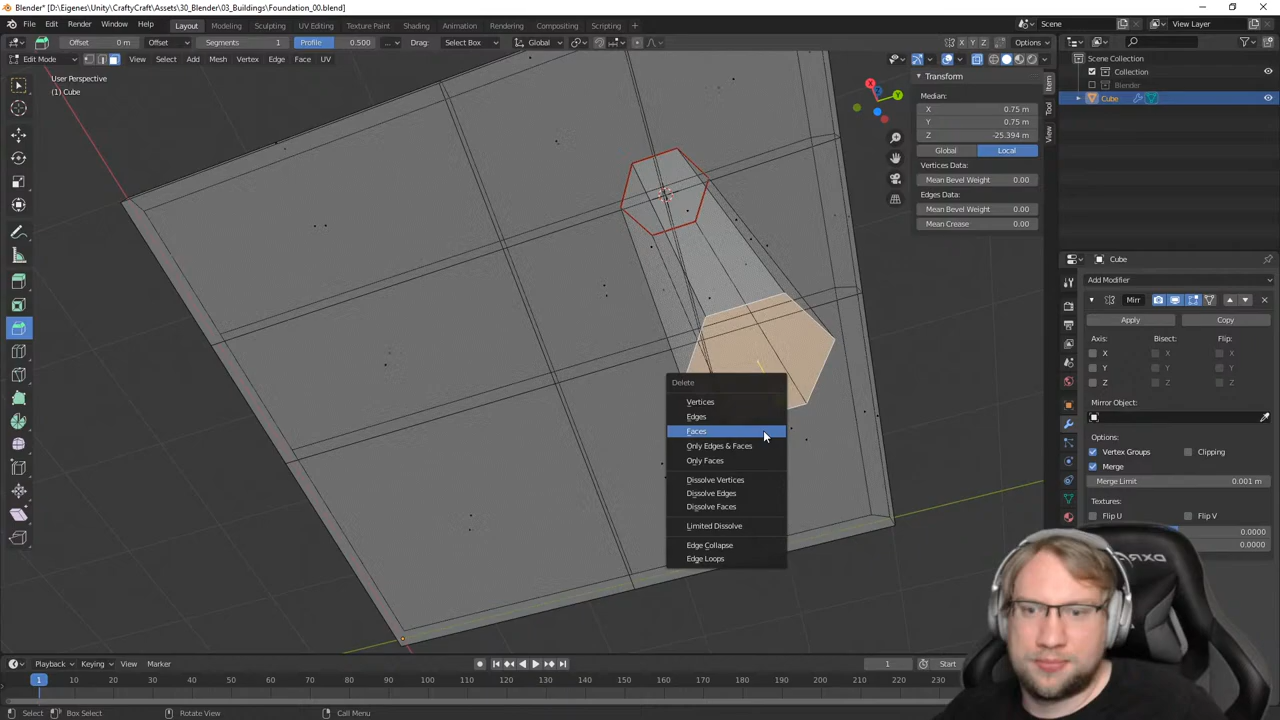 Blender* [D:\Eigenes\Unity\CraftyCraft\Assets\30_Blender\03_Buildings\Foundation_00.blend]
File Edit Render Window Help Layout Modeling Sculpting UV Editing Texture Paint Shading Animation Rendering Compositing Scripting Scene View Layer
Offset 0 m Offset Segments 1 Profile 0.500 ... Drag: Select Box Global X Y Z Options
Edit Mode View Select Add Mesh Vertex Edge Face UV
User Perspective
(1) Cube
Transform
Median:
X 0.75 m
Y 0.75 m
Z -25.394 m
Global Local
Vertices Data:
Mean Bevel Weight 0.00
Edges Data:
Mean Bevel Weight 0.00
Mean Crease 0.00
Item
Tool
View
Scene Collection
Collection
Blender
Cube
Cube
Add Modifier
Mirr
Apply Copy
Axis: Bisect: Flip:
X X X
Y Y Y
Z Z Z
Mirror Object:
Options:
Vertex Groups Clipping
Merge
Merge Limit 0.001 m
Textures:
Flip U Flip V
0.0000
0.0000
Delete
Vertices
Edges
Faces
Only Edges & Faces
Only Faces
Dissolve Vertices
Dissolve Edges
Dissolve Faces
Limited Dissolve
Edge Collapse
Edge Loops
Playback Keying View Marker 1 Start
1 10 20 30 40 50 60 70 80 90 100 110 120 130 140 150 160 170 180 190 200 210 220 230
Select Box Select Rotate View Call Menu
DXRA